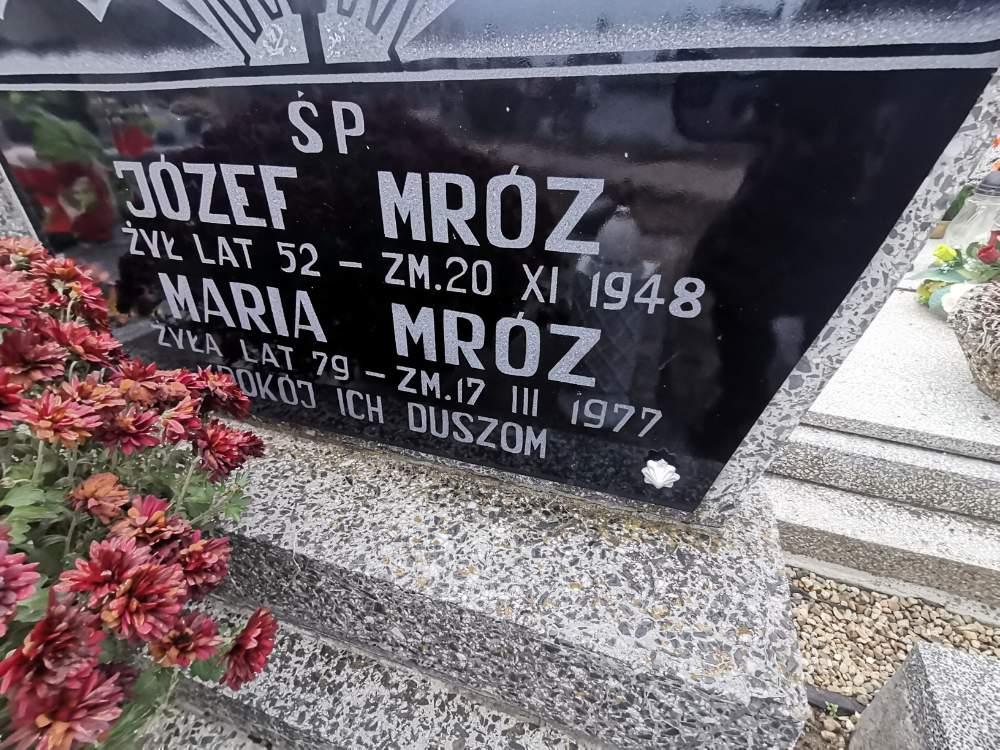 ŚP
JÓZEF MRÓZ
ŻYŁ LAT 52 – ZM. 20 XI 1948
MARIA MRÓZ
ŻYŁA LAT 79 – ZM. 17 III 1977
POKÓJ ICH DUSZOM